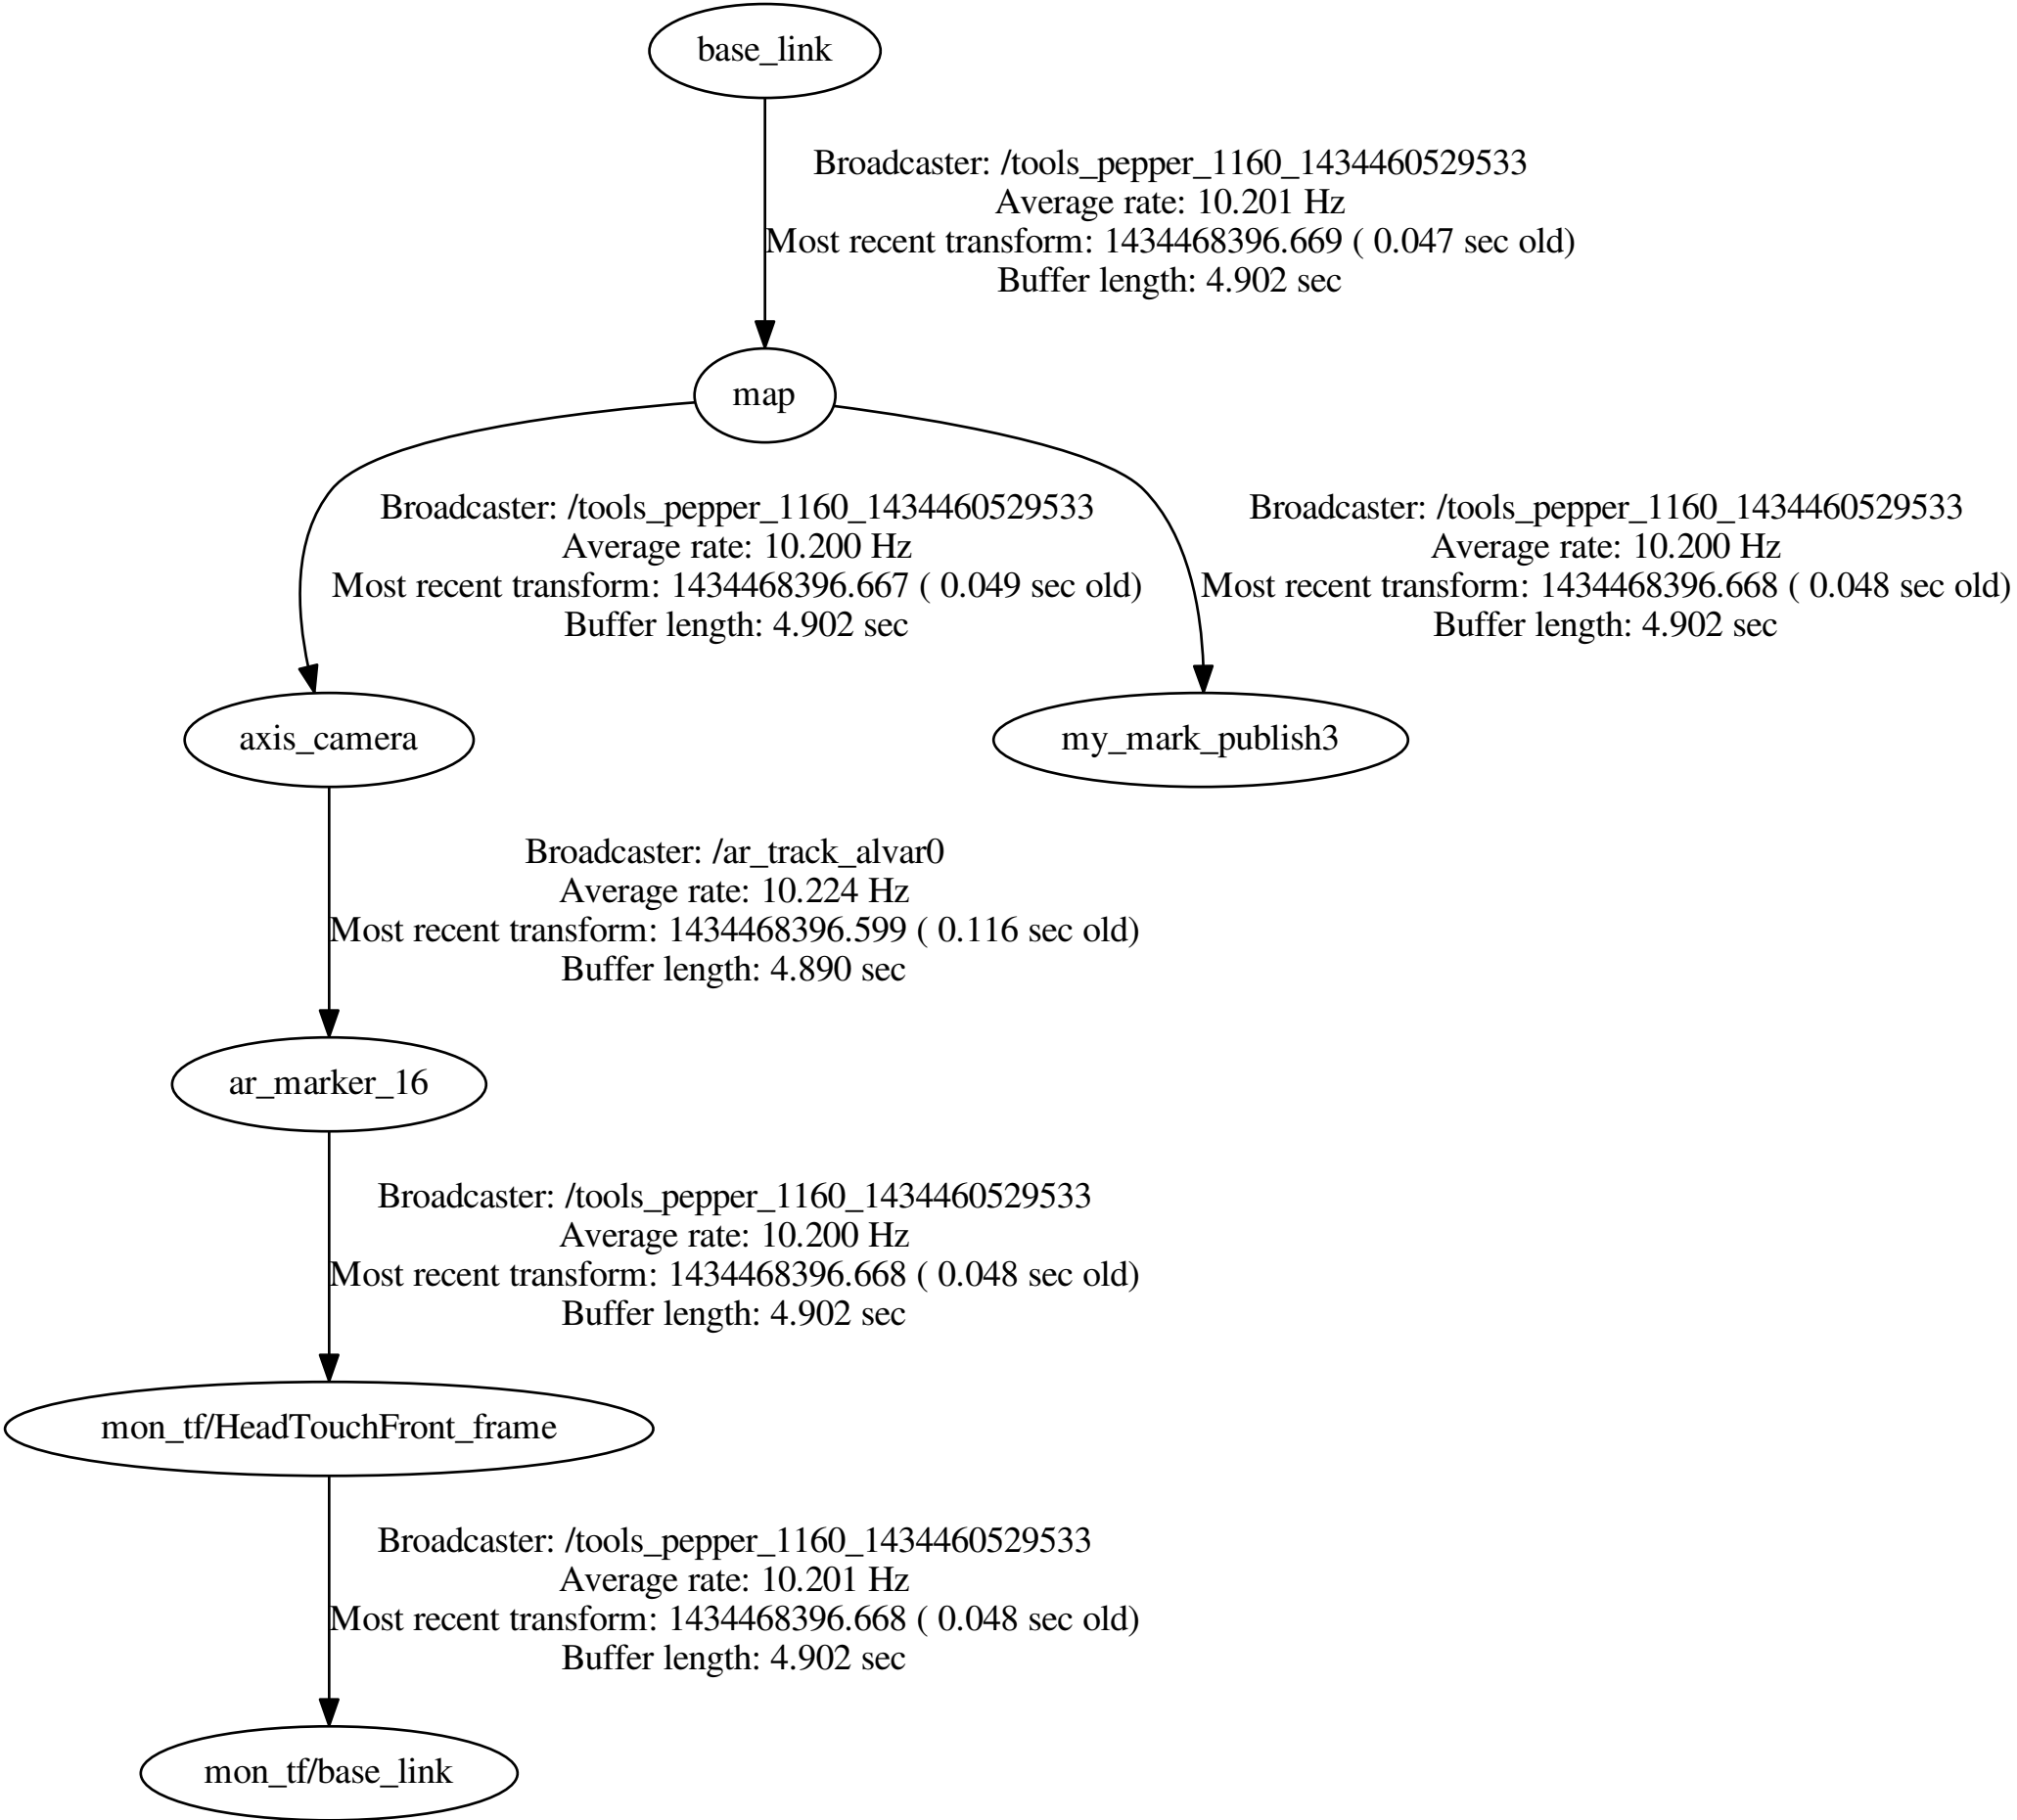 base_link
Broadcaster: /tools_pepper_1160_1434460529533
Average rate: 10.201 Hz
Most recent transform: 1434468396.669 ( 0.047 sec old)
Buffer length: 4.902 sec
map
Broadcaster: /tools_pepper_1160_1434460529533
Average rate: 10.200 Hz
Most recent transform: 1434468396.667 ( 0.049 sec old)
Buffer length: 4.902 sec
Broadcaster: /tools_pepper_1160_1434460529533
Average rate: 10.200 Hz
Most recent transform: 1434468396.668 ( 0.048 sec old)
Buffer length: 4.902 sec
axis_camera
my_mark_publish3
Broadcaster: /ar_track_alvar0
Average rate: 10.224 Hz
Most recent transform: 1434468396.599 ( 0.116 sec old)
Buffer length: 4.890 sec
ar_marker_16
Broadcaster: /tools_pepper_1160_1434460529533
Average rate: 10.200 Hz
Most recent transform: 1434468396.668 ( 0.048 sec old)
Buffer length: 4.902 sec
mon_tf/HeadTouchFront_frame
Broadcaster: /tools_pepper_1160_1434460529533
Average rate: 10.201 Hz
Most recent transform: 1434468396.668 ( 0.048 sec old)
Buffer length: 4.902 sec
mon_tf/base_link